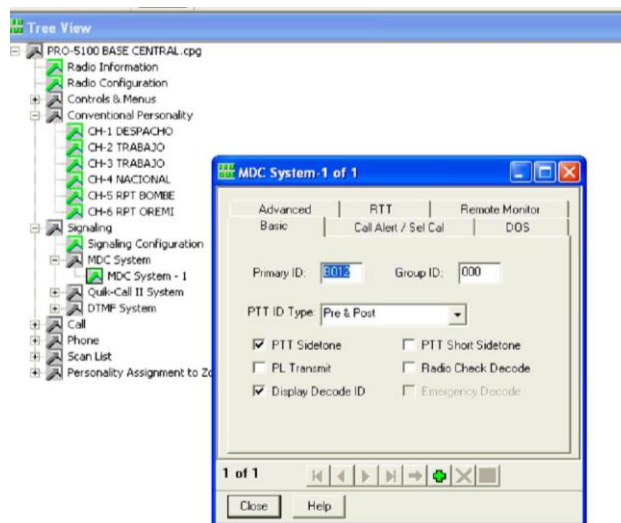 Tree View
PRO-5100 BASE CENTRAL.cpg
Radio Information
Radio Configuration
Controls & Menus
Conventional Personality
CH-1 DESPACHO
CH-2 TRABAJO
CH-3 TRABAJO
CH-4 NACIONAL
CH-5 RPT BOMBE
CH-6 RPT OREMI
Signaling
Signaling Configuration
MDC System
MDC System - 1
Quik-Call II System
DTMF System
Call
Phone
Scan List
Personality Assignment to Zo
MDC System-1 of 1
Advanced RTT Remote Monitor
Basic Call Alert / Sel Cal DOS
Primary ID: B012 Group ID: 000
PTT ID Type: Pre & Post
PTT Sidetone PTT Short Sidetone
PL Transmit Radio Check Decode
Display Decode ID Emergency Decode
1 of 1
Close Help